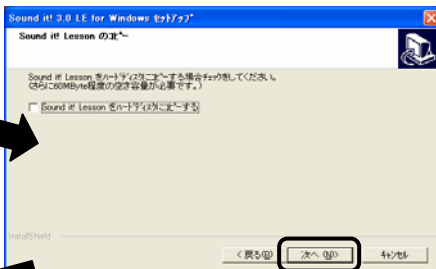 Sound it! 3.0 LE for Windows ｾｯﾄｱｯﾌﾟ
Sound it! Lesson のｺﾋﾟｰ
Sound it! Lesson をﾊｰﾄﾞﾃﾞｨｽｸにｺﾋﾟｰする場合ﾁｪｯｸをしてください。
(さらに60MByte程度の空き容量が必要です。)
Sound it! Lesson をﾊｰﾄﾞﾃﾞｨｽｸにｺﾋﾟｰする
InstallShield
< 戻る(B)
次へ(N)>
ｷｬﾝｾﾙ